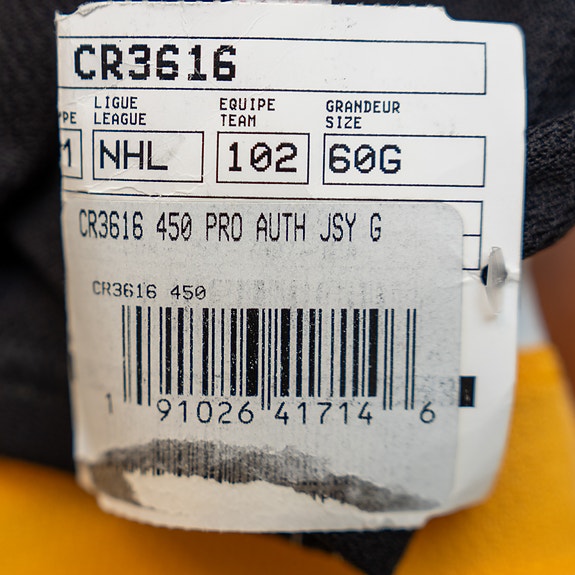 CR3616
YPE LIGUE EQUIPE GRANDEUR
LEAGUE TEAM SIZE
M NHL 102 60G
CR3616 450 PRO AUTH JSY G
CR3616 450
1 91026 41714 6